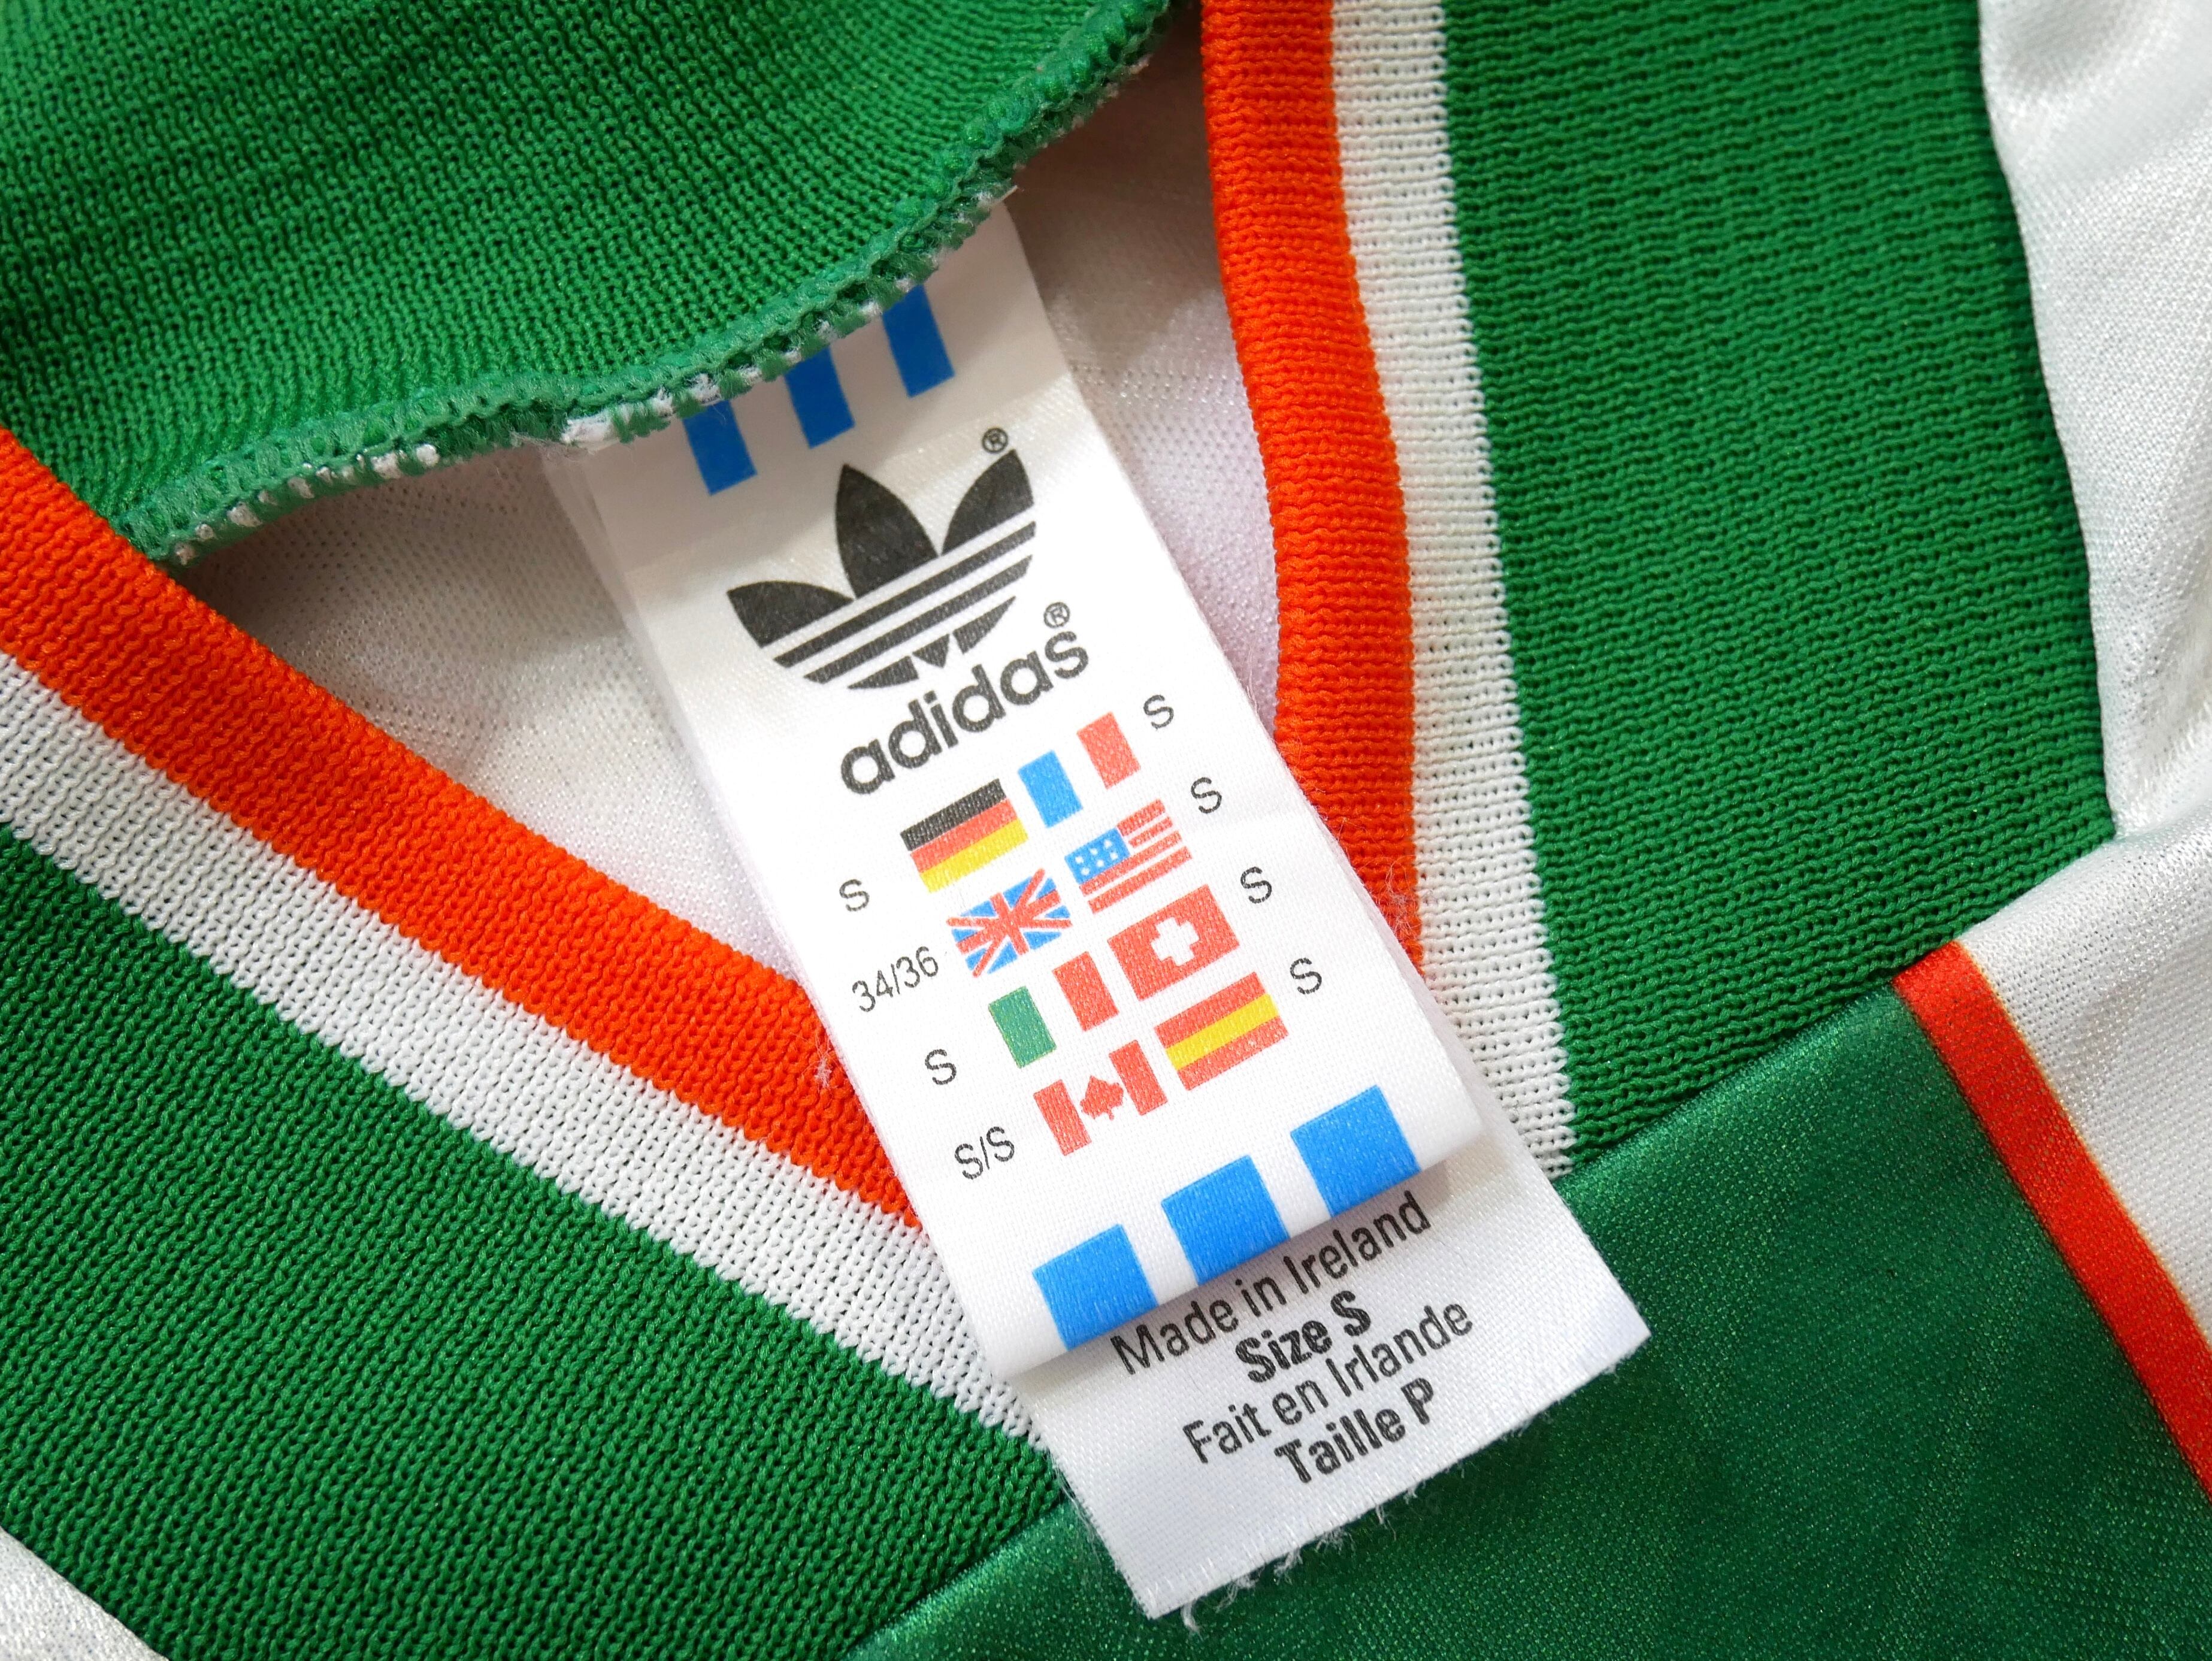 ®
®
adidas
S S
34/36 S
S S
S/S S
Made in Ireland
Size S
Fait en Irlande
Taille P